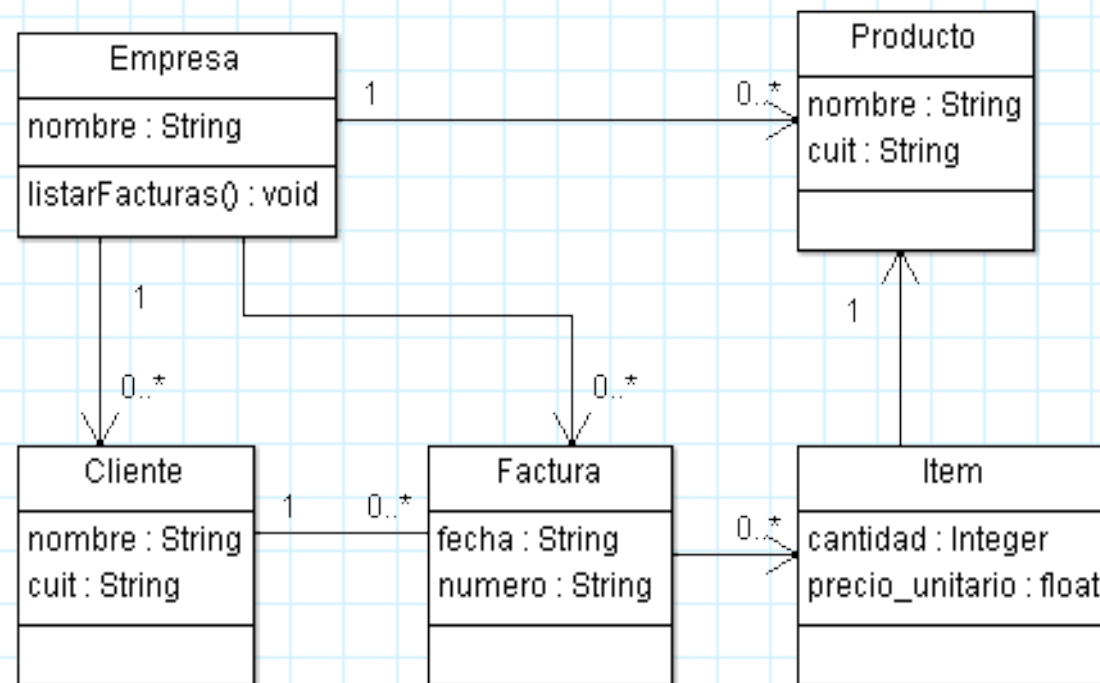 Empresa
nombre : String
listarFacturas() : void
1
0..*
Producto
nombre : String
cuit : String
1
0..*
0..*
1
Cliente
nombre : String
cuit : String
1
0..*
Factura
fecha : String
numero : String
0..*
Item
cantidad : Integer
precio_unitario : float